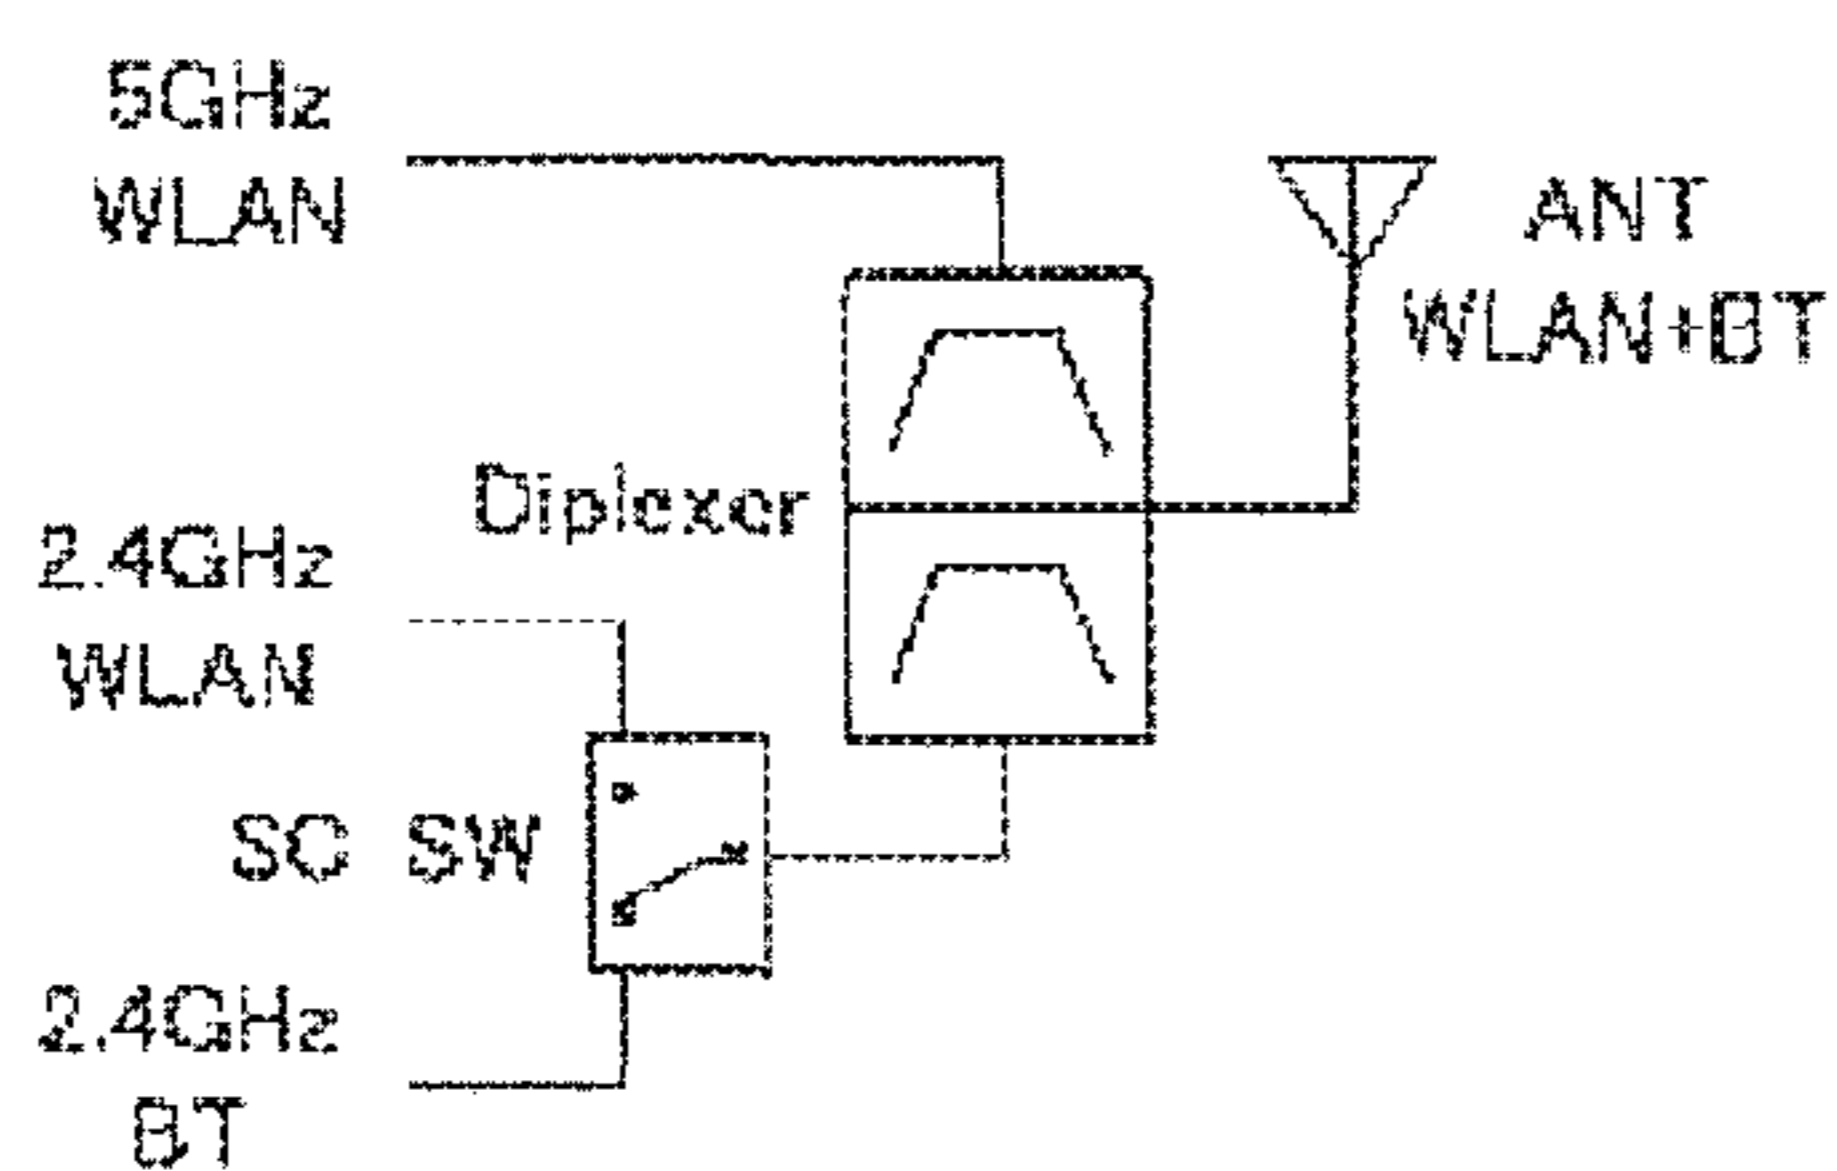 5GHz
WLAN
ANT
WLAN+BT
Diplexer
2.4GHz
WLAN
SC SW
2.4GHz
BT